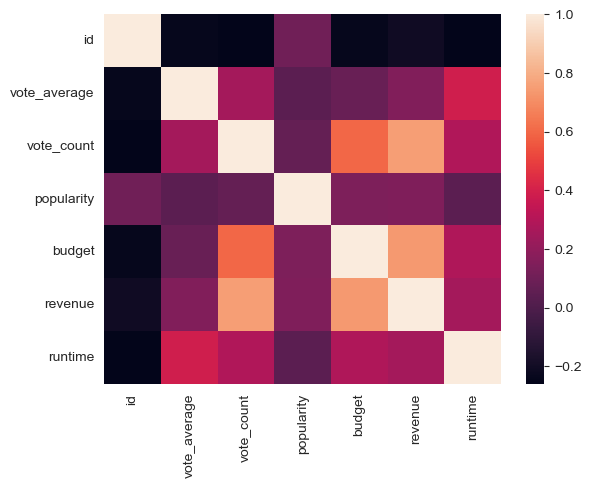 id
vote_average
vote_count
popularity
budget
revenue
runtime
id
vote_average
vote_count
popularity
budget
revenue
runtime
1.0
0.8
0.6
0.4
0.2
0.0
−0.2